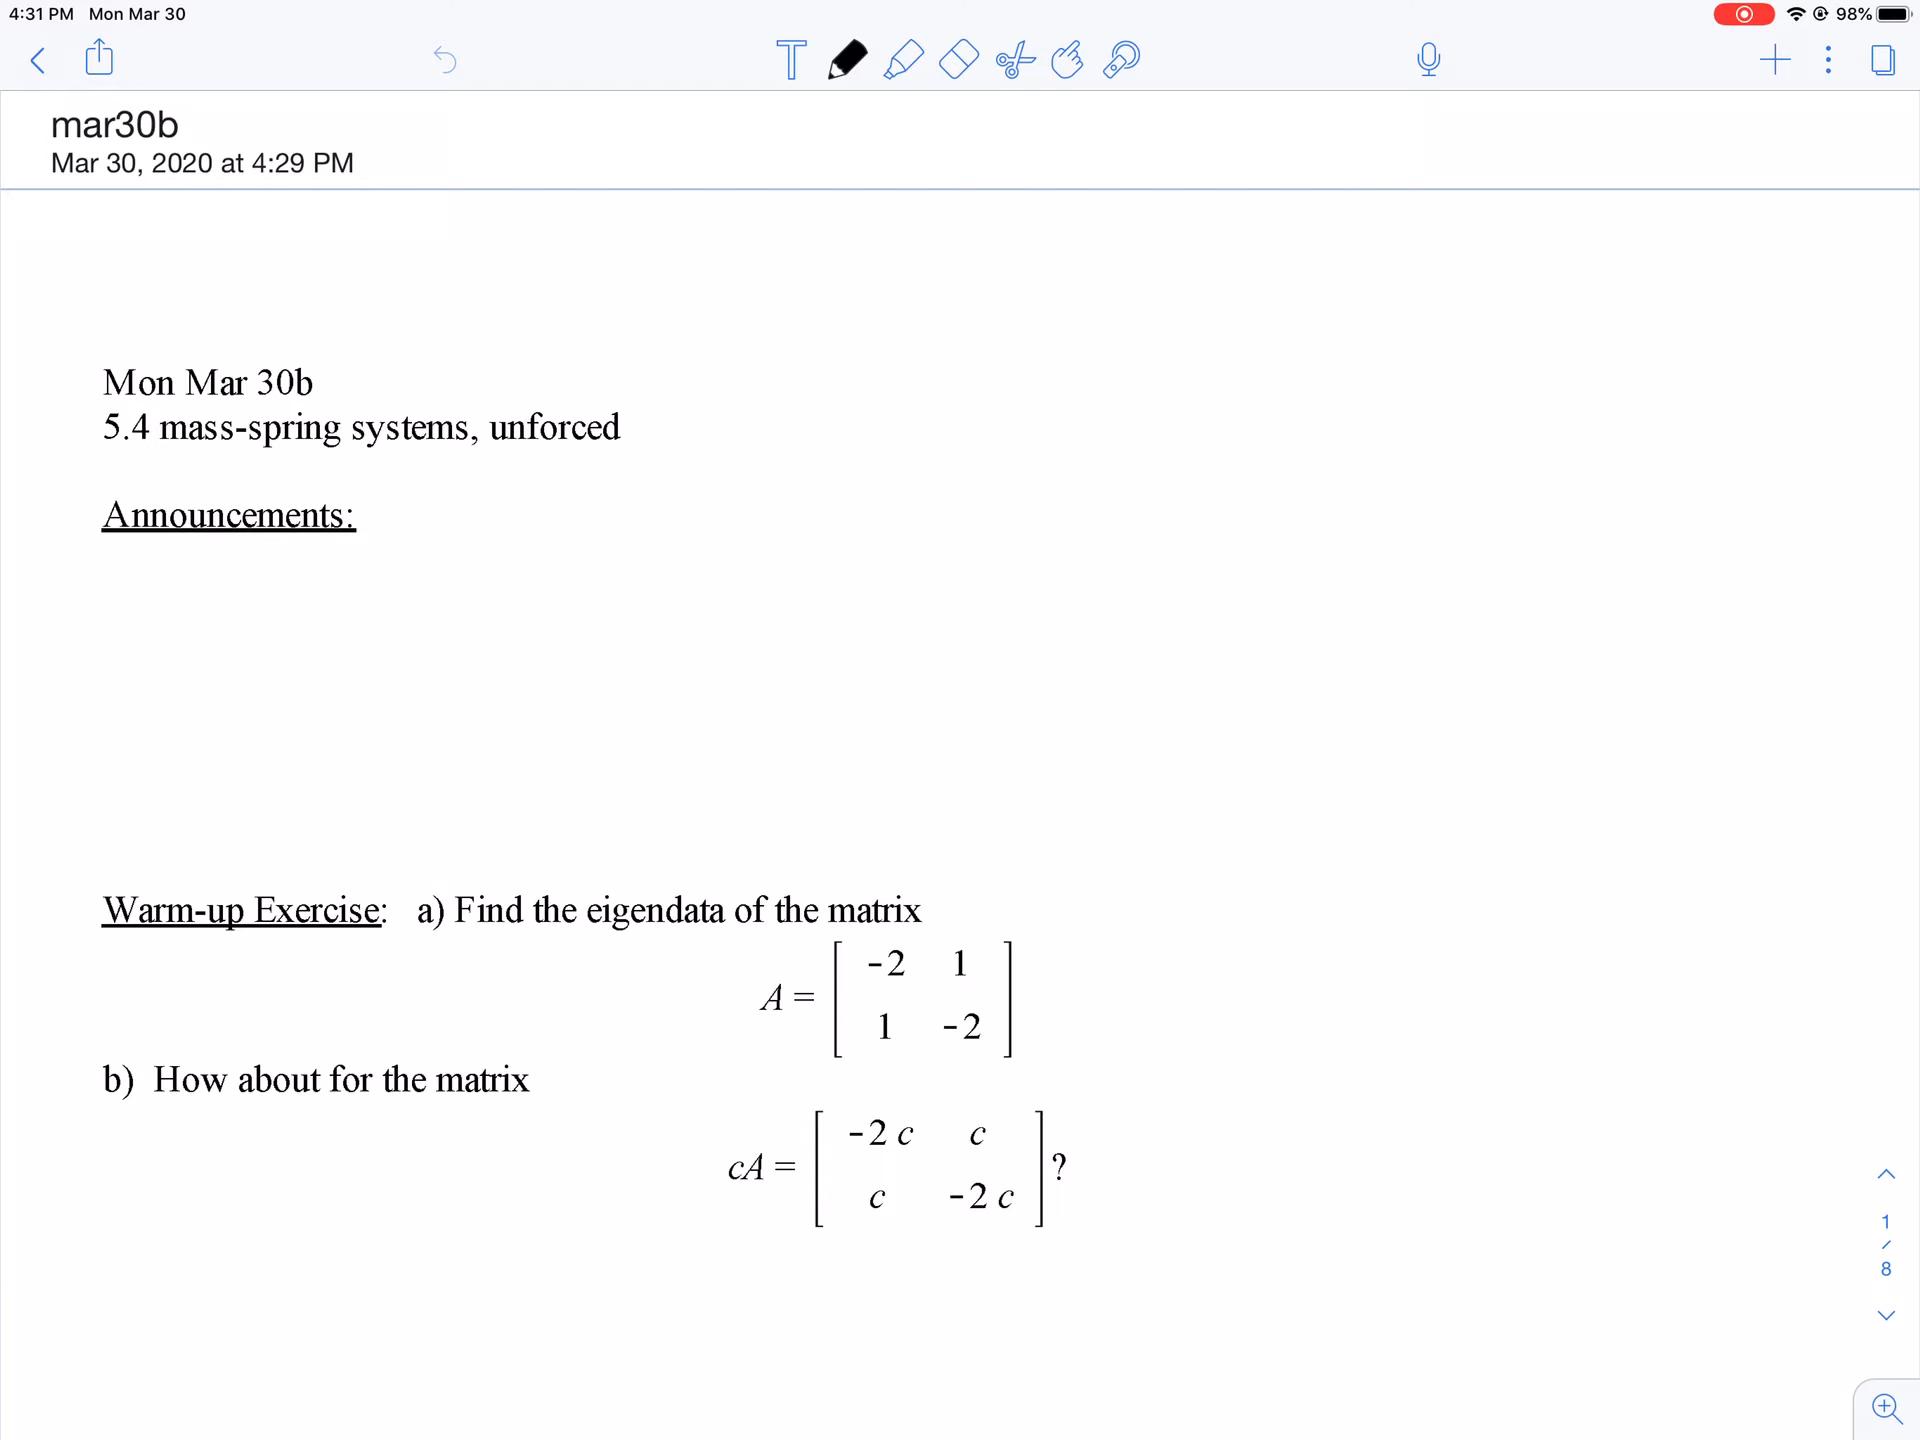 4:31 PM Mon Mar 30 98%
T
mar30b
Mar 30, 2020 at 4:29 PM
Mon Mar 30b
5.4 mass-spring systems, unforced
Announcements:
Warm-up Exercise: a) Find the eigendata of the matrix
-2 1
A =
1 -2
b) How about for the matrix
-2 c c
cA = ?
c -2 c
1
/
8